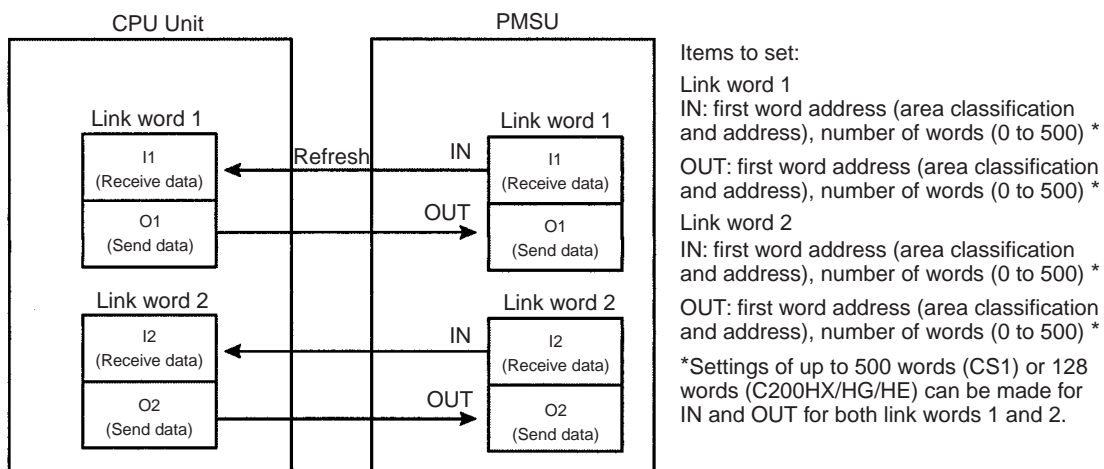 CPU Unit
PMSU
Link word 1
I1
(Receive data)
O1
(Send data)
Refresh
IN
OUT
Link word 1
I1
(Receive data)
O1
(Send data)
Link word 2
I2
(Receive data)
O2
(Send data)
IN
OUT
Link word 2
I2
(Receive data)
O2
(Send data)
Items to set:
Link word 1
IN: first word address (area classification
and address), number of words (0 to 500) *
OUT: first word address (area classification
and address), number of words (0 to 500) *
Link word 2
IN: first word address (area classification
and address), number of words (0 to 500) *
OUT: first word address (area classification
and address), number of words (0 to 500) *
*Settings of up to 500 words (CS1) or 128
words (C200HX/HG/HE) can be made for
IN and OUT for both link words 1 and 2.